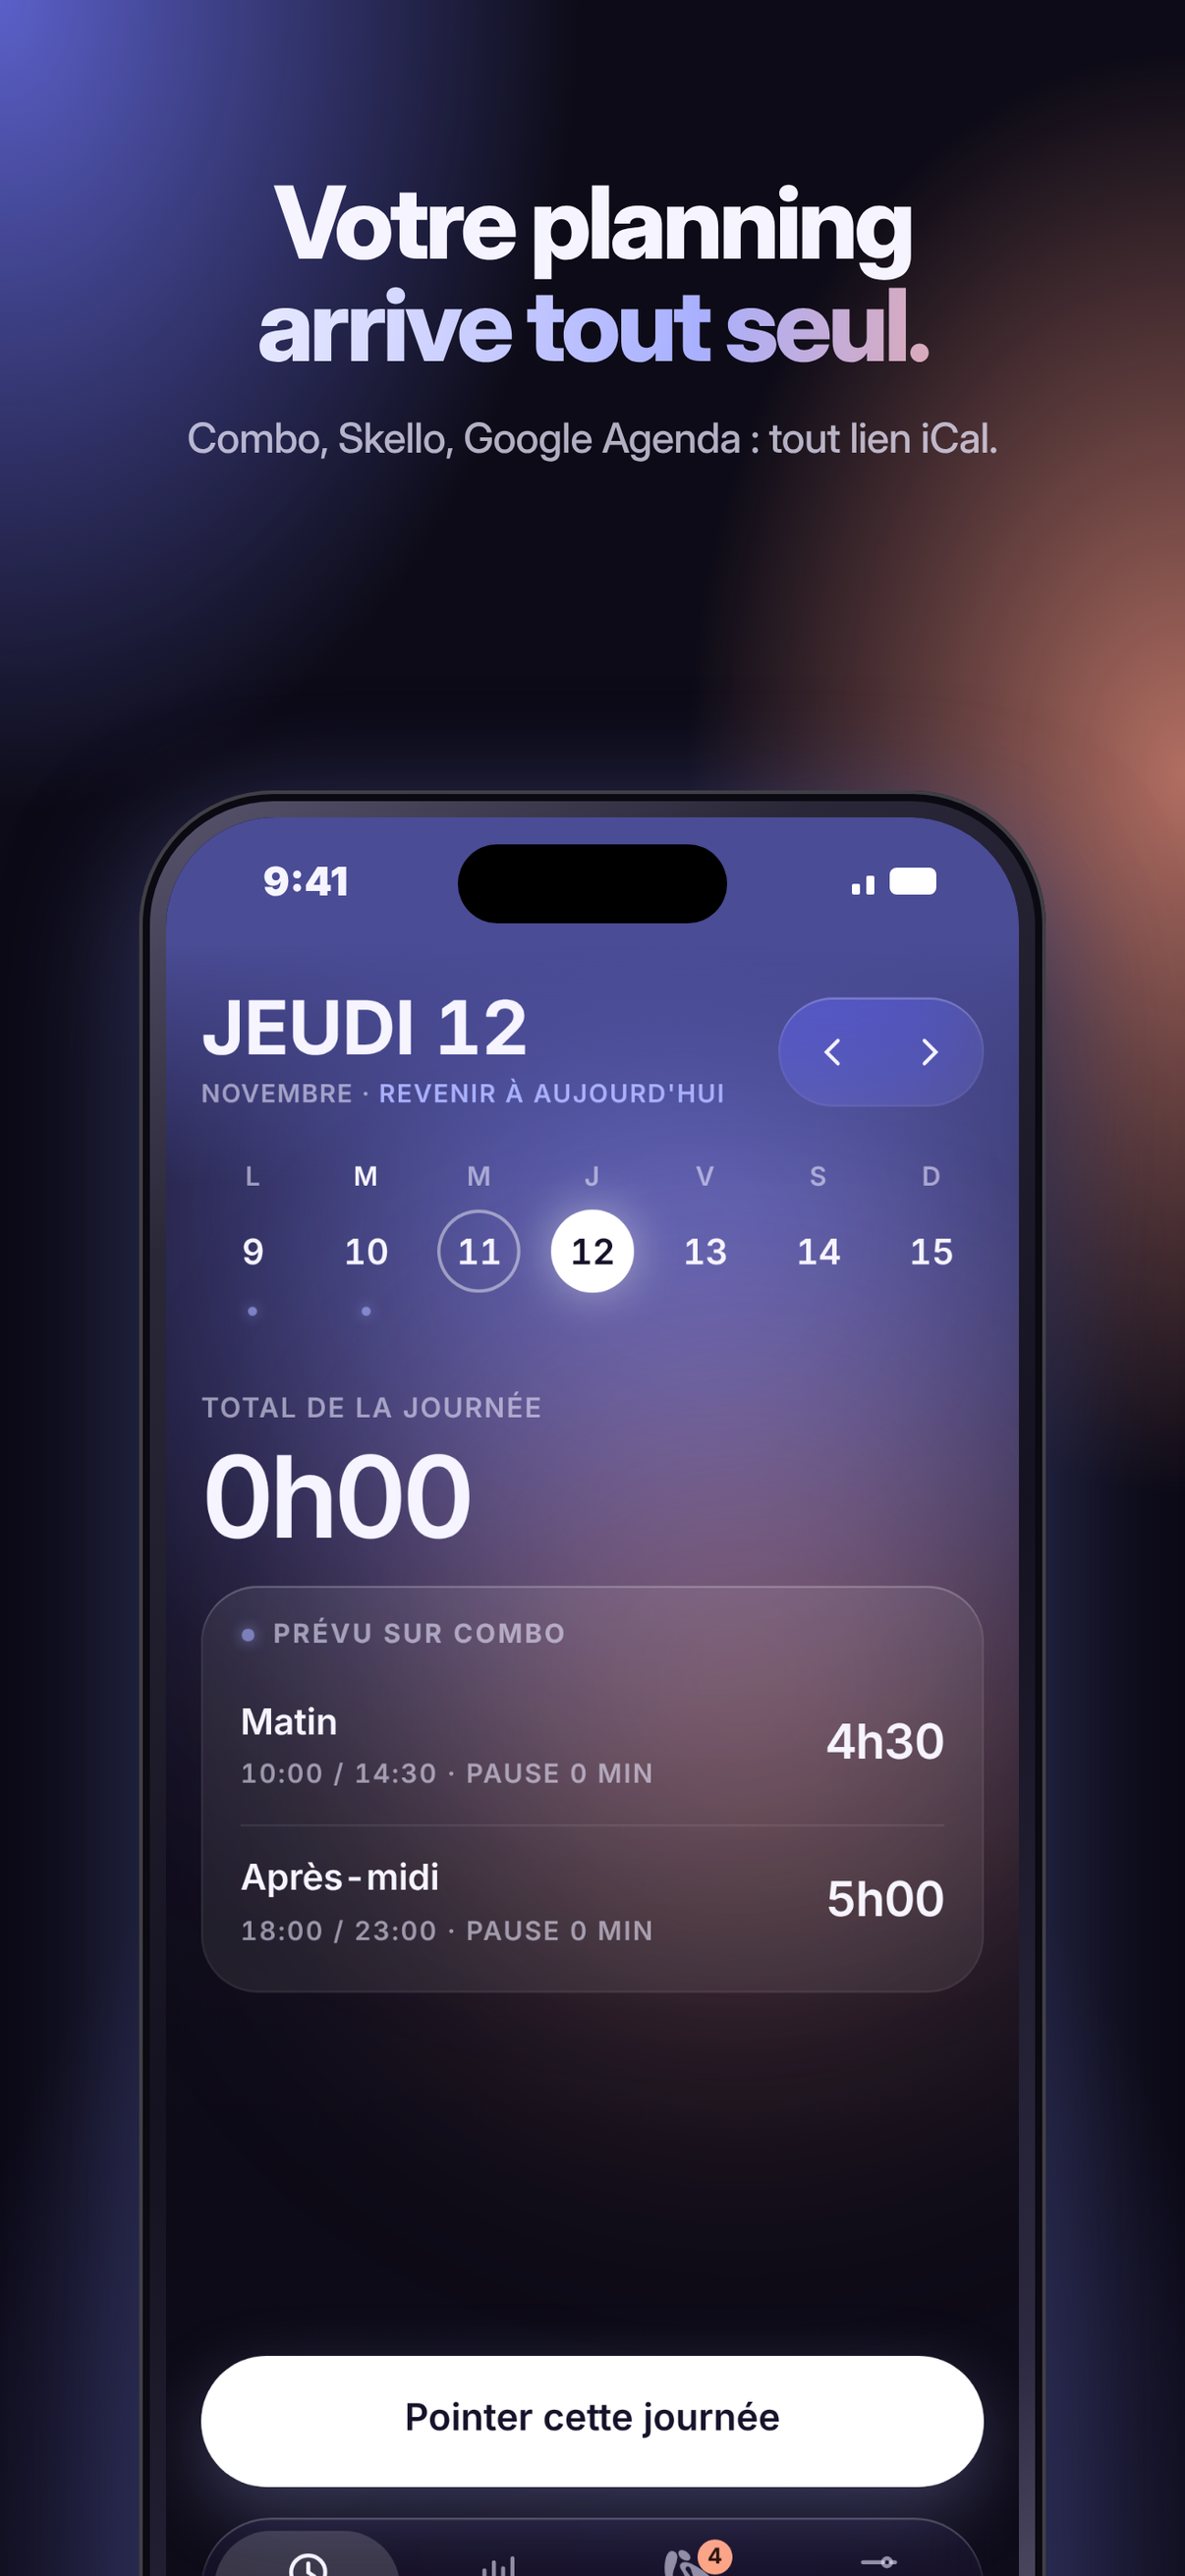 Votre planning
arrive tout seul.
Combo, Skello, Google Agenda : tout lien iCal.
9:41
JEUDI 12
NOVEMBRE · REVENIR À AUJOURD'HUI
L M M J V S D
9 10 11 12 13 14 15
TOTAL DE LA JOURNÉE
0h00
PRÉVU SUR COMBO
Matin
4h30
10:00 / 14:30 · PAUSE 0 MIN
Après-midi
5h00
18:00 / 23:00 · PAUSE 0 MIN
Pointer cette journée
4